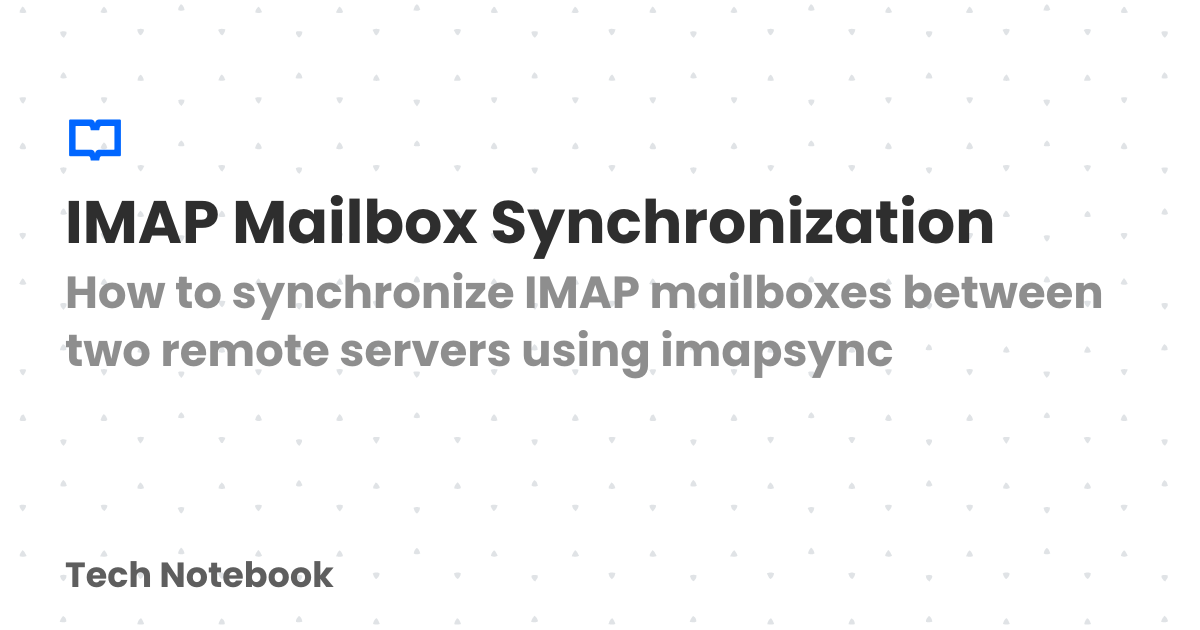 IMAP Mailbox Synchronization
How to synchronize IMAP mailboxes between
two remote servers using imapsync
Tech Notebook